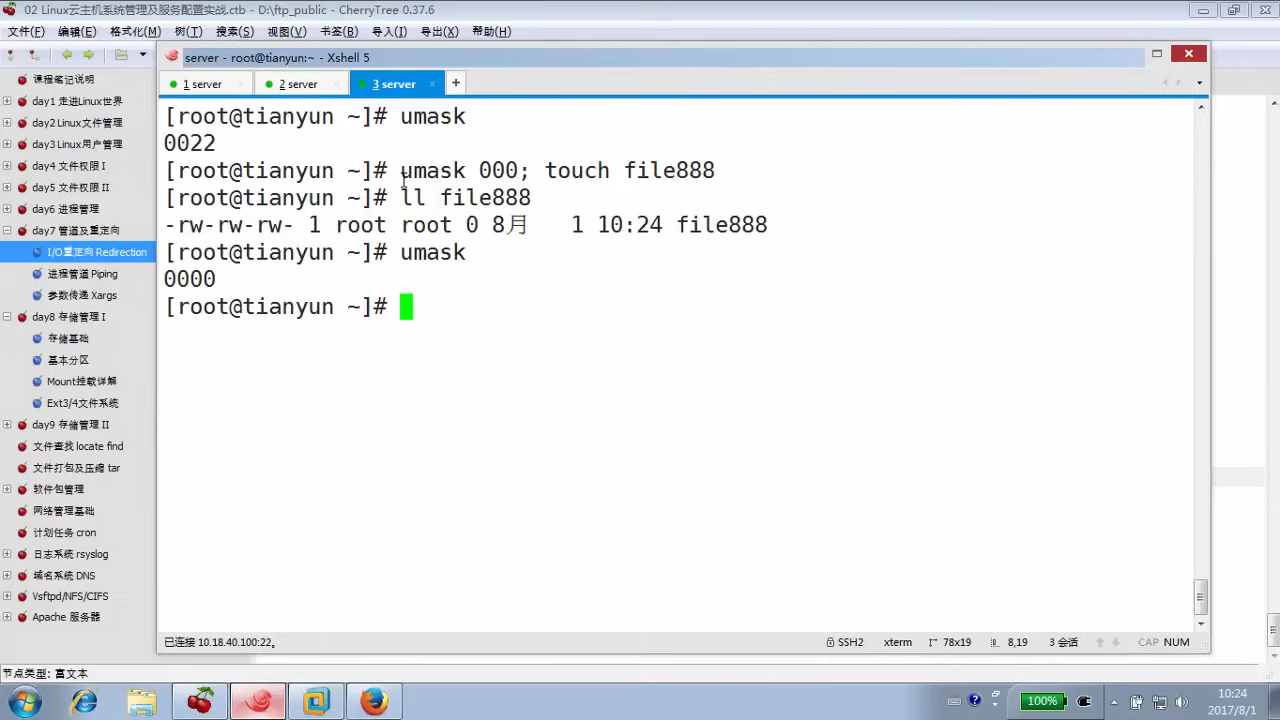 02 Linux云主机系统管理及服务配置实战.ctb - D:\ftp_public - CherryTree 0.37.6
文件(F) 编辑(E) 格式化(M) 树(T) 搜索(S) 视图(V) 书签(B) 导入(I) 导出(X) 帮助(H)
server - root@tianyun:~ - Xshell 5
1 server 2 server 3 server +
课程笔记说明
day1 走进Linux世界
day2 Linux文件管理
day3 Linux用户管理
day4 文件权限 I
day5 文件权限 II
day6 进程管理
day7 管道及重定向
I/O重定向 Redirection
进程管道 Piping
参数传递 Xargs
day8 存储管理 I
存储基础
基本分区
Mount挂载详解
Ext3/4文件系统
day9 存储管理 II
文件查找 locate find
文件打包及压缩 tar
软件包管理
网络管理基础
计划任务 cron
日志系统 rsyslog
域名系统 DNS
Vsftpd/NFS/CIFS
Apache 服务器
[root@tianyun ~]# umask
0022
[root@tianyun ~]# umask 000; touch file888
[root@tianyun ~]# ll file888
-rw-rw-rw- 1 root root 0 8月 1 10:24 file888
[root@tianyun ~]# umask
0000
[root@tianyun ~]#
已连接 10.18.40.100:22。 SSH2 xterm 78x19 8,19 3 会话 CAP NUM
节点类型: 富文本
100% 10:24
2017/8/1